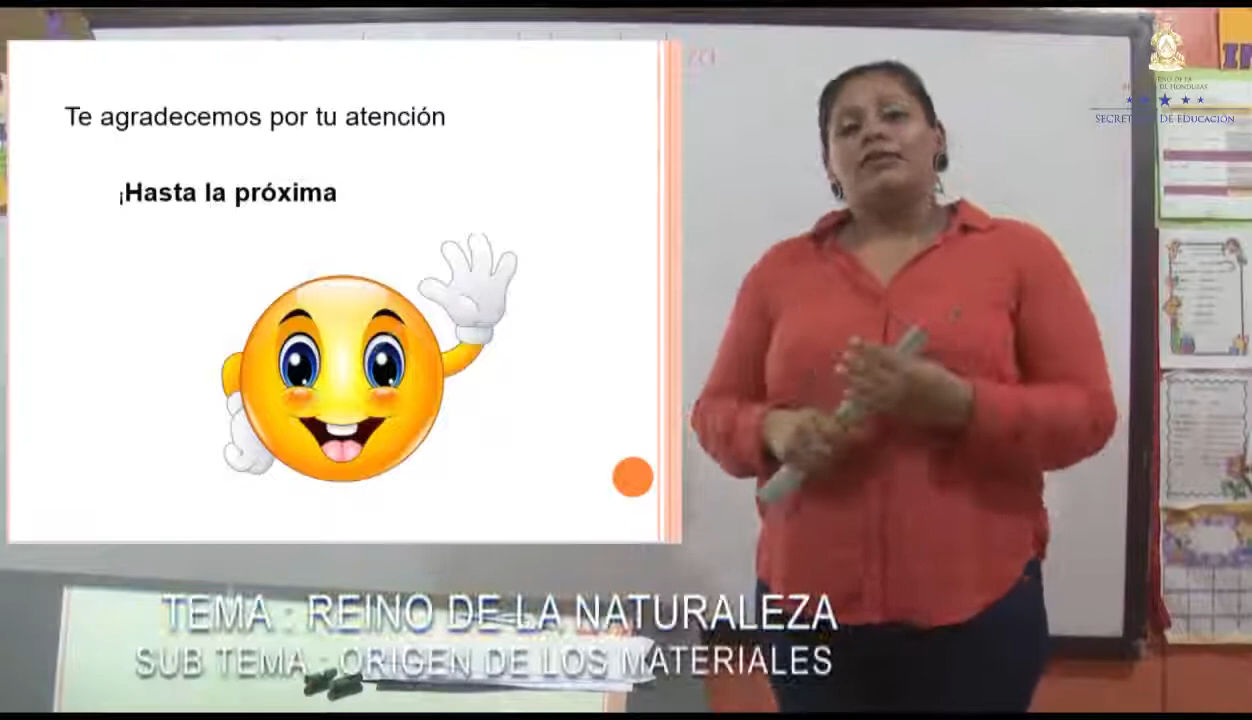 Te agradecemos por tu atención
¡Hasta la próxima
SECRETARÍA DE EDUCACIÓN
TEMA : REINO DE LA NATURALEZA
SUB TEMA : ORIGEN DE LOS MATERIALES